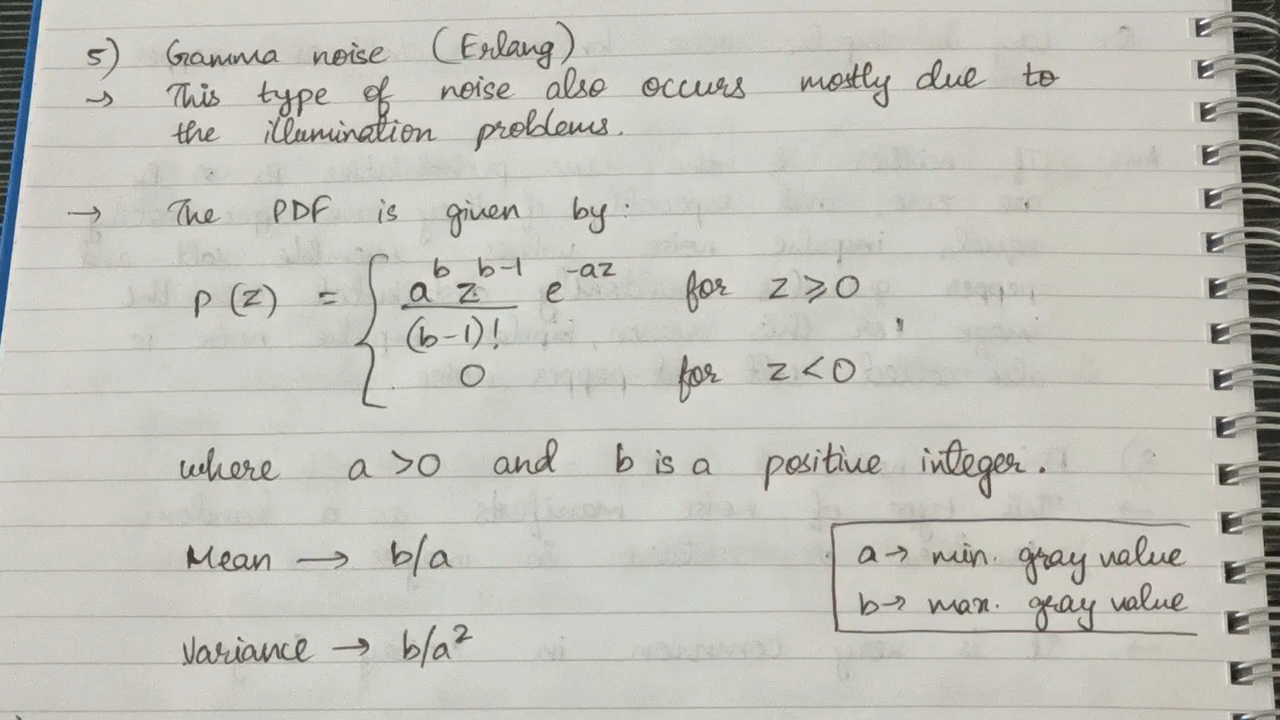 5) Gamma noise (Erlang)
→ This type of noise also occurs mostly due to
the illumination problems.
→ The PDF is given by:
p(z) = { a^b z^(b-1) / (b-1)! e^(-az) for z ≥ 0
0 for z < 0
where a > 0 and b is a positive integer.
Mean → b/a
Variance → b/a²
a → min. gray value
b → max. gray value